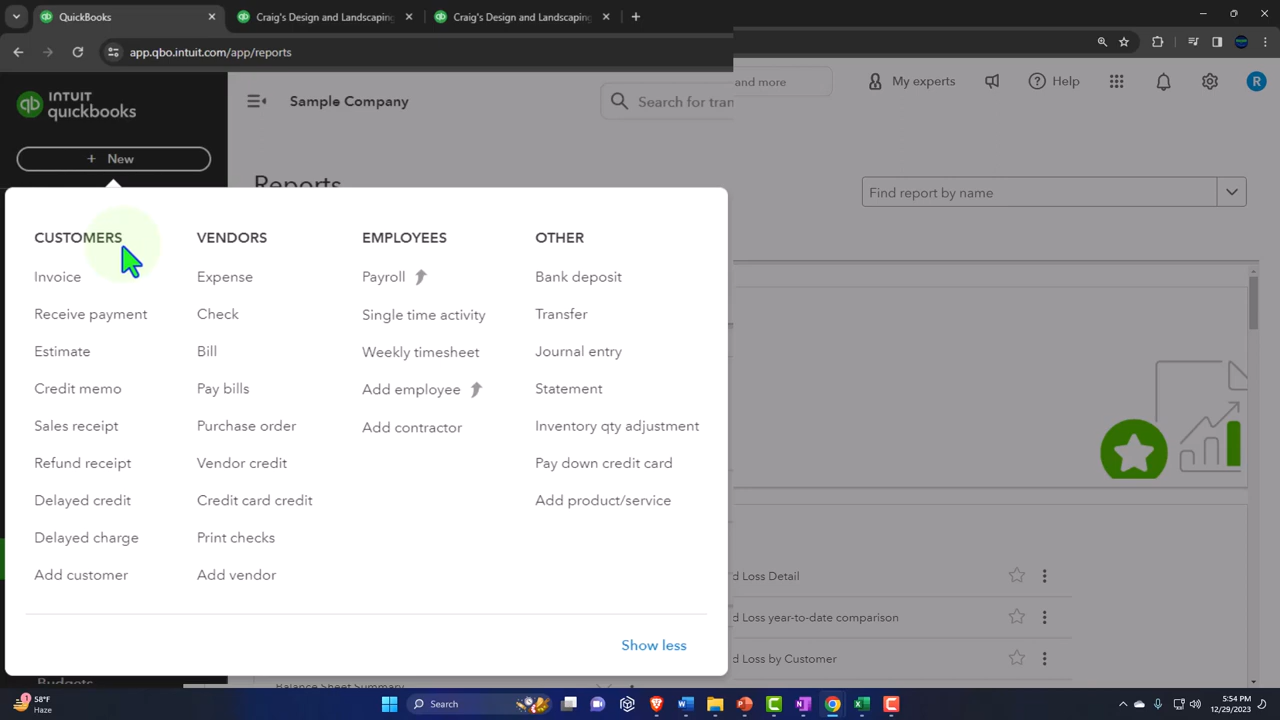 QuickBooks
Craig's Design and Landscaping
Craig's Design and Landscaping
app.qbo.intuit.com/app/reports
INTUIT
quickbooks
Sample Company
Search for tran
and more
My experts
Help
R
+ New
Reports
Find report by name
CUSTOMERS
Invoice
Receive payment
Estimate
Credit memo
Sales receipt
Refund receipt
Delayed credit
Delayed charge
Add customer
VENDORS
Expense
Check
Bill
Pay bills
Purchase order
Vendor credit
Credit card credit
Print checks
Add vendor
EMPLOYEES
Payroll
Single time activity
Weekly timesheet
Add employee
Add contractor
OTHER
Bank deposit
Transfer
Journal entry
Statement
Inventory qty adjustment
Pay down credit card
Add product/service
Show less
d Loss Detail
d Loss year-to-date comparison
d Loss by Customer
Budgets
Balance Sheet Summary
1
58°F
Haze
Search
5:54 PM
12/29/2023